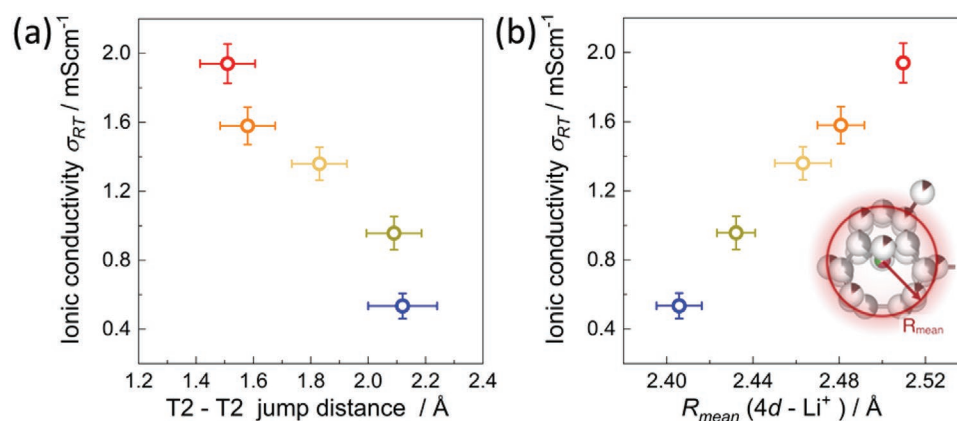 (a)
Ionic conductivity σRT / mScm⁻¹
2.0
1.6
1.2
0.8
0.4
1.2 1.4 1.6 1.8 2.0 2.2 2.4
T2 - T2 jump distance / Å
(b)
Ionic conductivity σRT / mScm⁻¹
2.0
1.6
1.2
0.8
0.4
Rmean
2.40 2.44 2.48 2.52
Rmean (4d - Li⁺) / Å